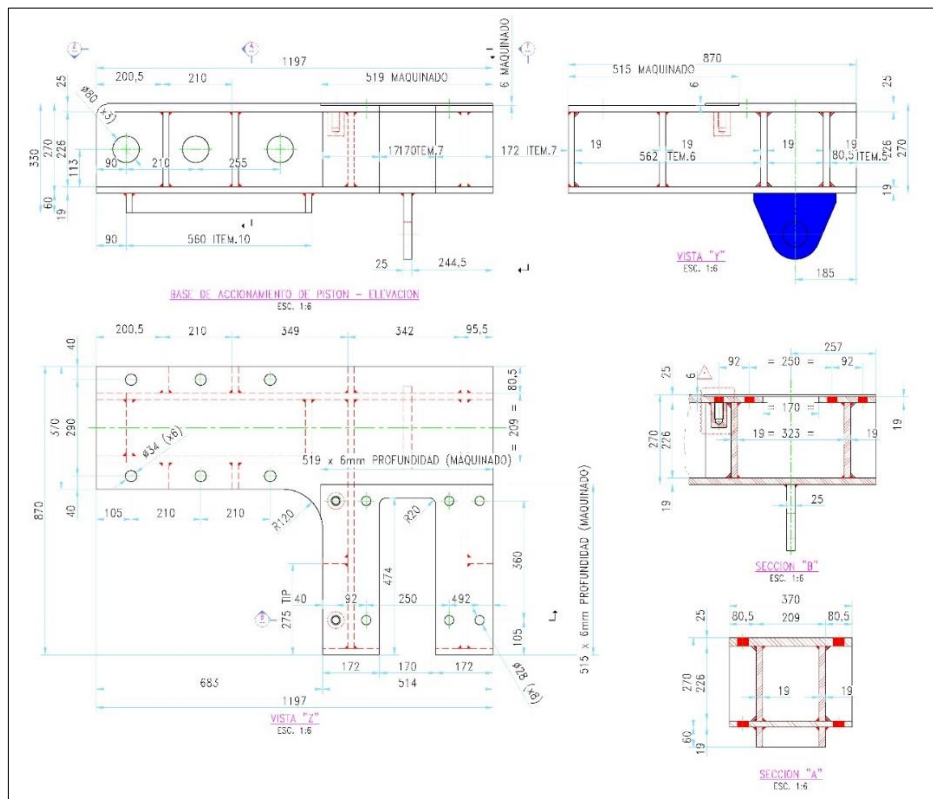 1197
200,5
210
519 MAQUINADO
6 MAQUINADO
25
ø80 (x3)
330
270
226
113
60
19
90
210
255
17170ITEM.7
172 ITEM.7
90
560 ITEM.10
25
244,5
BASE DE ACCIONAMIENTO DE PISTON - ELEVACION
ESC. 1:6
870
515 MAQUINADO
25
6
19
562 ITEM.6
19
19
80,5 ITEM.5
19
226
270
185
VISTA "Y"
ESC. 1:6
200,5
210
349
342
95,5
40
370
290
40
870
80,5
= 209 =
ø34 (x6)
519 x 6mm PROFUNDIDAD (MAQUINADO)
105
210
210
R120
R20
275 TIP
40
92
474
250
492
360
105
515 x 6mm PROFUNDIDAD (MAQUINADO)
172
170
172
ø28 (x8)
683
514
1197
VISTA "Z"
ESC. 1:6
257
92
= 250 =
92
25
6
= 170 =
19
270
226
19
= 323 =
19
19
25
SECCION "B"
ESC. 1:6
370
80,5
209
80,5
25
270
226
19
19
60
19
SECCION "A"
ESC. 1:6